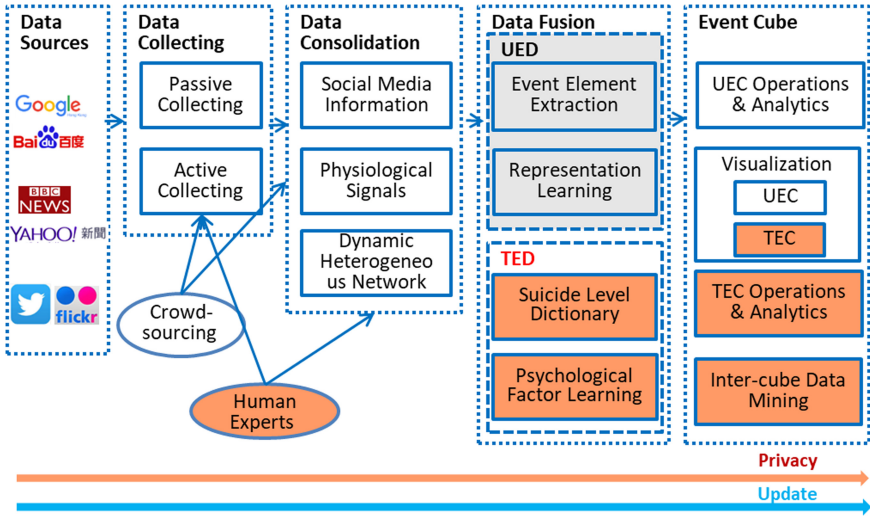 Data
Sources
Google
Bai du 百度
BBC
NEWS
YAHOO! 新聞
flickr
Data
Collecting
Passive
Collecting
Active
Collecting
Crowd-
sourcing
Human
Experts
Data
Consolidation
Social Media
Information
Physiological
Signals
Dynamic
Heterogeneo
us Network
Data Fusion
UED
Event Element
Extraction
Representation
Learning
TED
Suicide Level
Dictionary
Psychological
Factor Learning
Event Cube
UEC Operations
& Analytics
Visualization
UEC
TEC
TEC Operations
& Analytics
Inter-cube Data
Mining
Privacy
Update